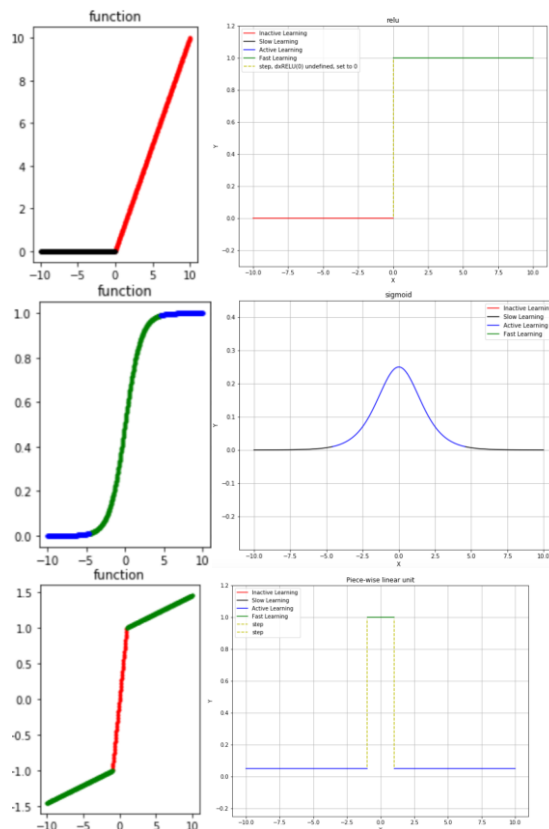 function
10
8
6
4
2
0
−10 −5 0 5 10
relu
Inactive Learning
Slow Learning
Active Learning
Fast Learning
step, dxRELU(0) undefined, set to 0
1.2
1.0
0.8
0.6
0.4
0.2
0.0
−0.2
Y
−10.0 −7.5 −5.0 −2.5 0.0 2.5 5.0 7.5 10.0
X
function
1.0
0.8
0.6
0.4
0.2
0.0
−10 −5 0 5 10
sigmoid
Inactive Learning
Slow Learning
Active Learning
Fast Learning
0.4
0.3
0.2
0.1
0.0
−0.1
−0.2
Y
−10.0 −7.5 −5.0 −2.5 0.0 2.5 5.0 7.5 10.0
X
function
1.5
1.0
0.5
0.0
−0.5
−1.0
−1.5
−10 −5 0 5 10
Piece-wise linear unit
Inactive Learning
Slow Learning
Active Learning
Fast Learning
step
step
1.2
1.0
0.8
0.6
0.4
0.2
0.0
−0.2
Y
−10.0 −7.5 −5.0 −2.5 0.0 2.5 5.0 7.5 10.0